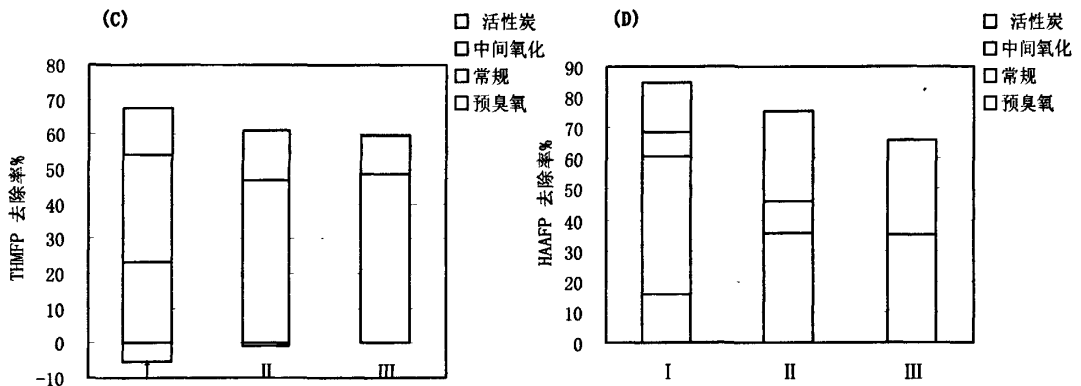 (C)
□ 活性炭
□ 中间氧化
□ 常规
□ 预臭氧
THMFP 去除率%
80
70
60
50
40
30
20
10
0
-10
I
II
III
(D)
□ 活性炭
□ 中间氧化
□ 常规
□ 预臭氧
HAAFP 去除率%
90
80
70
60
50
40
30
20
10
0
I
II
III